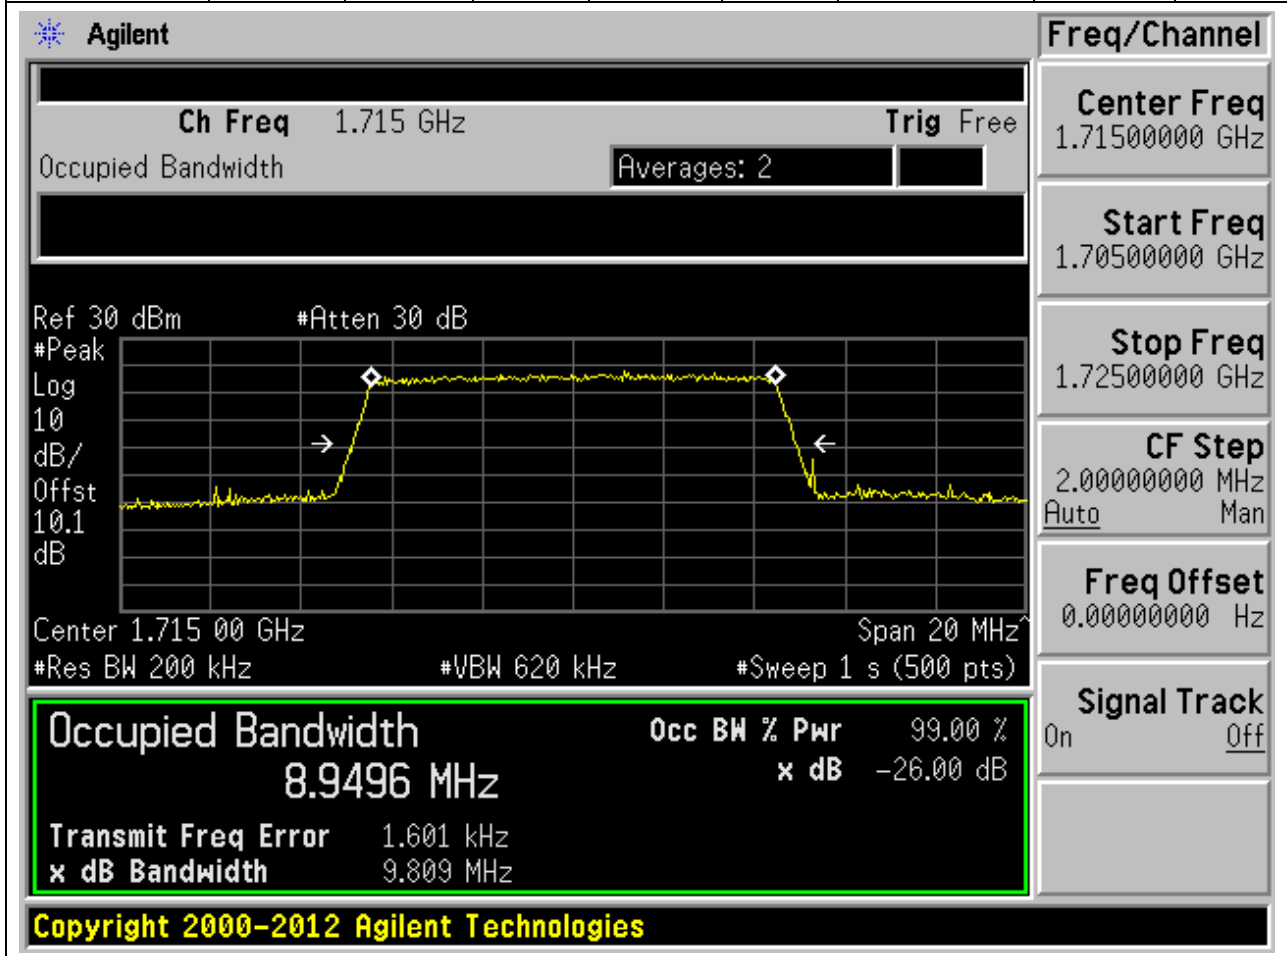 Agilent
Freq/Channel
Ch Freq 1.715 GHz Trig Free
Occupied Bandwidth Averages: 2
Center Freq
1.71500000 GHz
Start Freq
1.70500000 GHz
Stop Freq
1.72500000 GHz
CF Step
2.00000000 MHz
Auto Man
Freq Offset
0.00000000 Hz
Signal Track
On Off
Ref 30 dBm #Atten 30 dB
#Peak
Log
10
dB/
Offst
10.1
dB
Center 1.715 00 GHz Span 20 MHz^
#Res BW 200 kHz #VBW 620 kHz #Sweep 1 s (500 pts)
Occupied Bandwidth Occ BW % Pwr 99.00 %
8.9496 MHz x dB -26.00 dB
Transmit Freq Error 1.601 kHz
x dB Bandwidth 9.809 MHz
Copyright 2000-2012 Agilent Technologies